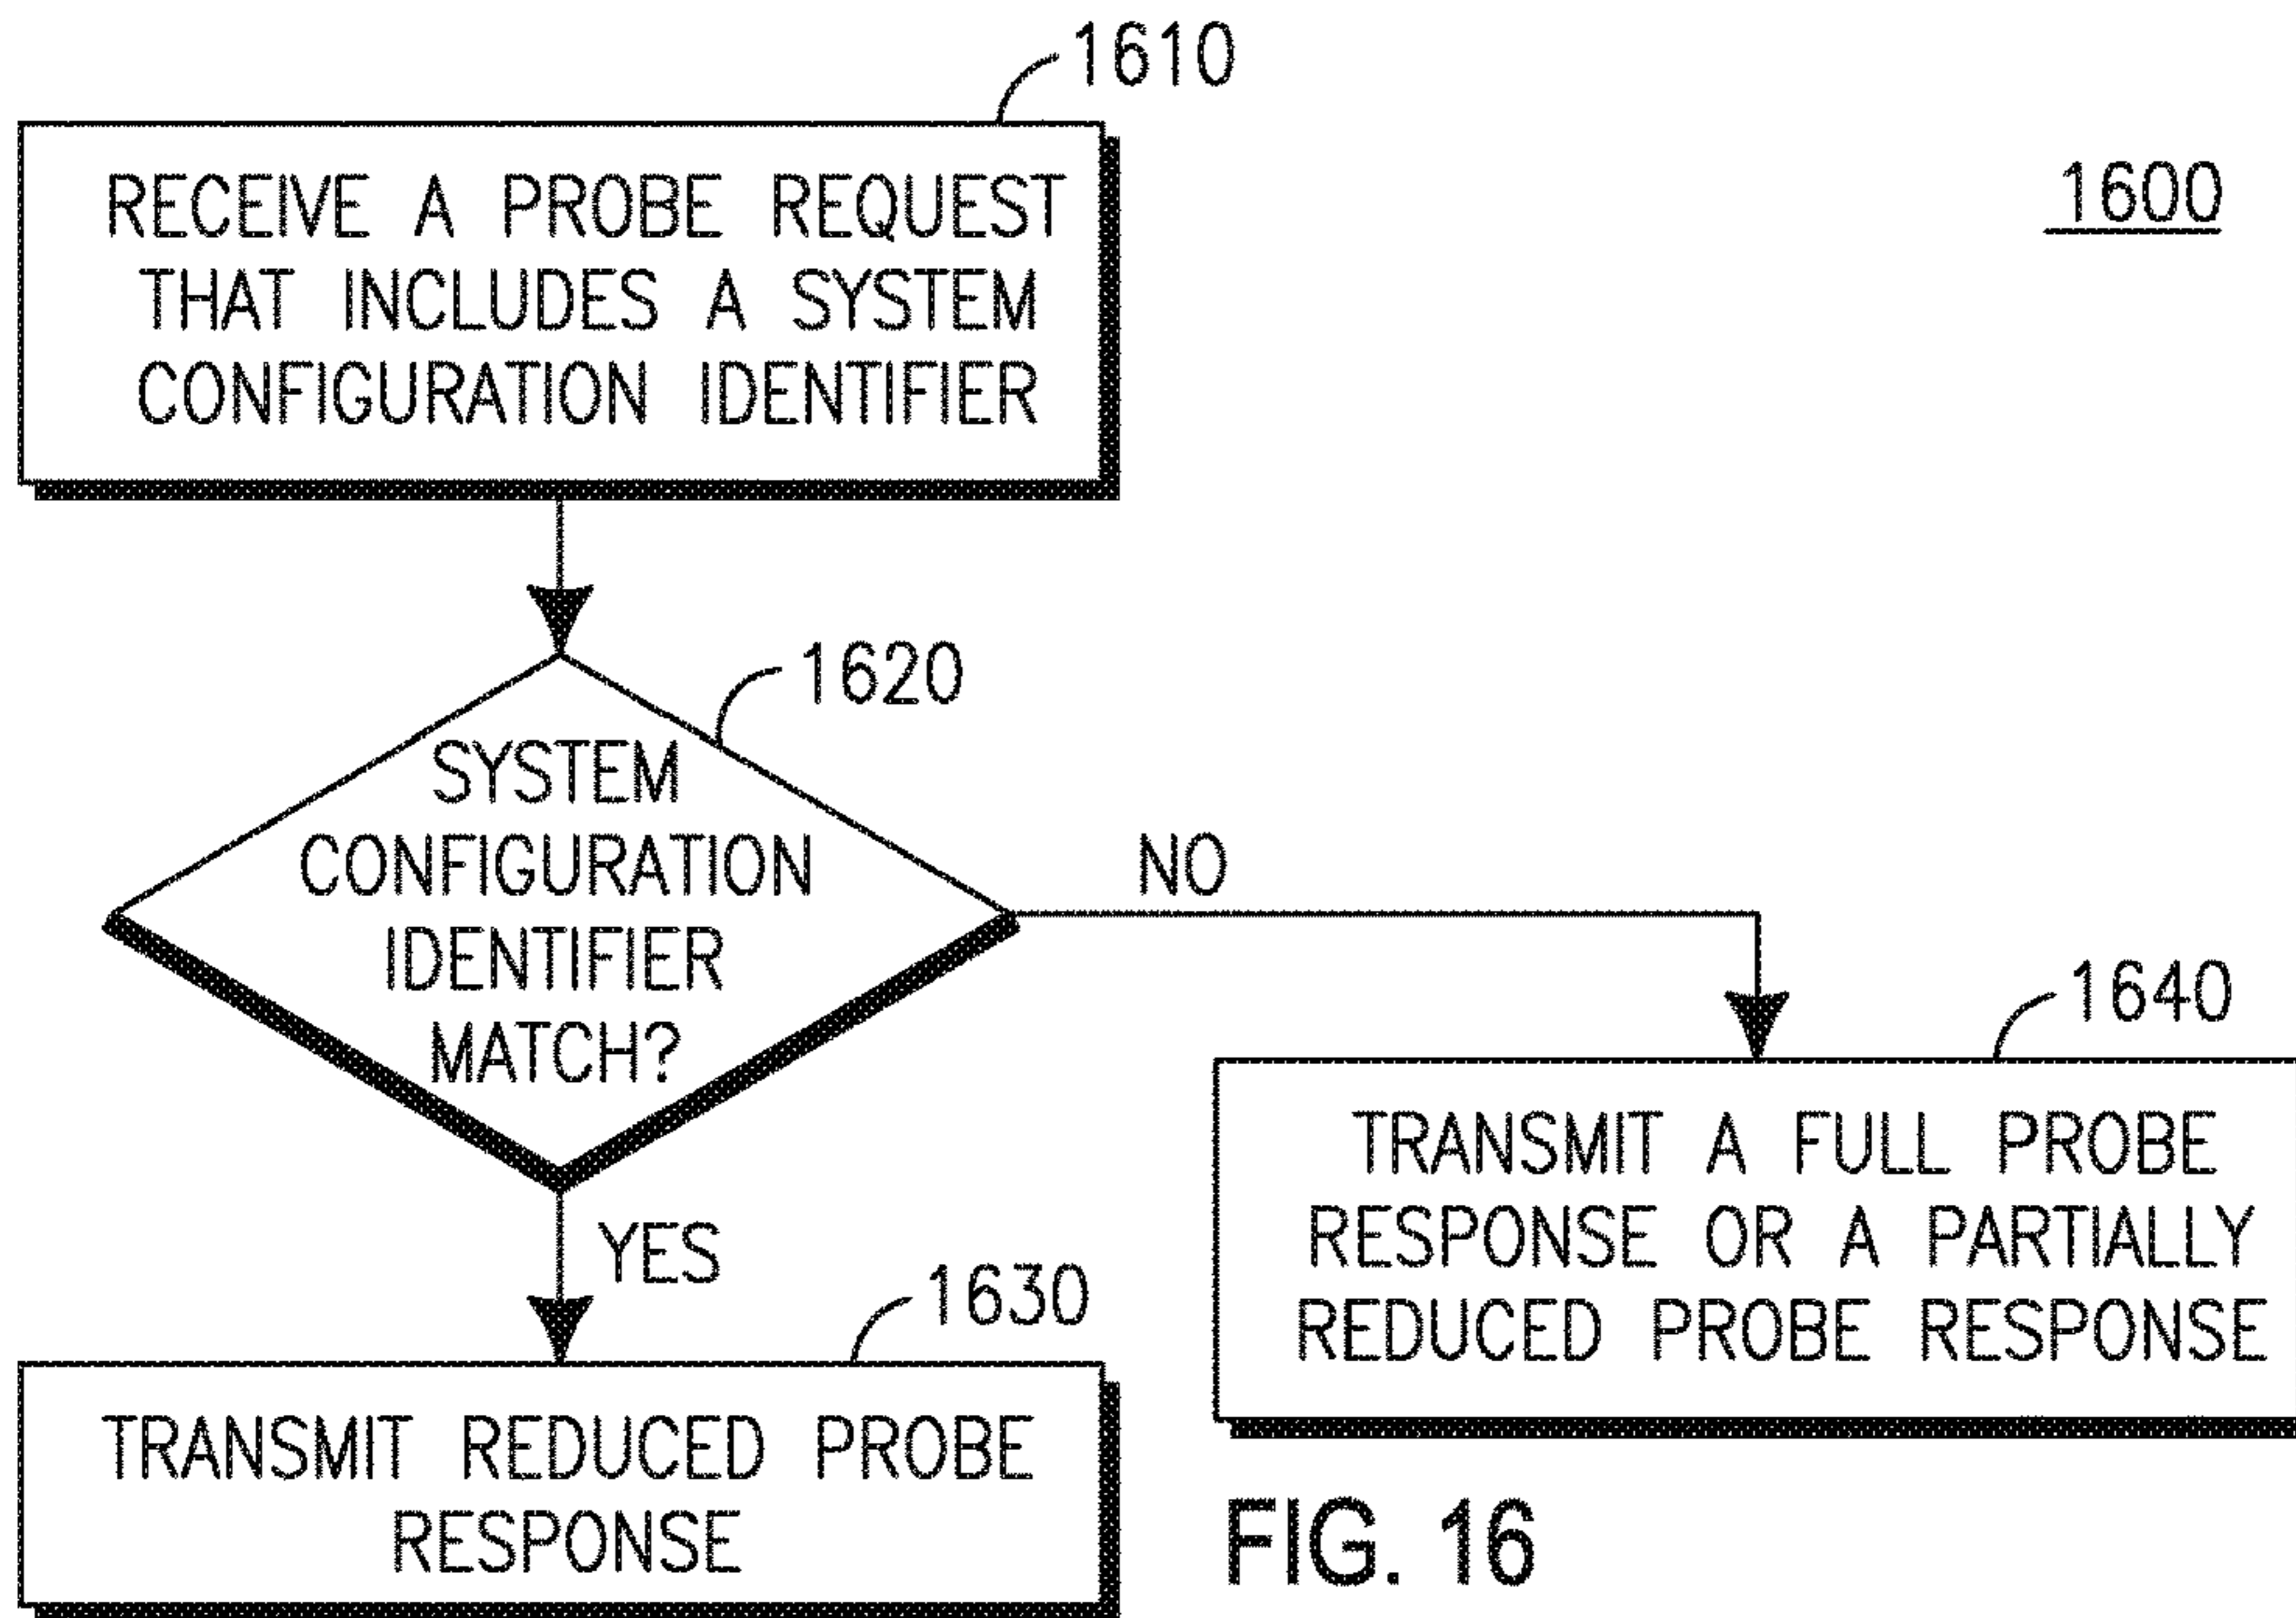 1610
1600
RECEIVE A PROBE REQUEST
THAT INCLUDES A SYSTEM
CONFIGURATION IDENTIFIER
1620
SYSTEM
CONFIGURATION
IDENTIFIER
MATCH?
NO
YES
1640
TRANSMIT A FULL PROBE
RESPONSE OR A PARTIALLY
REDUCED PROBE RESPONSE
1630
TRANSMIT REDUCED PROBE
RESPONSE
FIG. 16